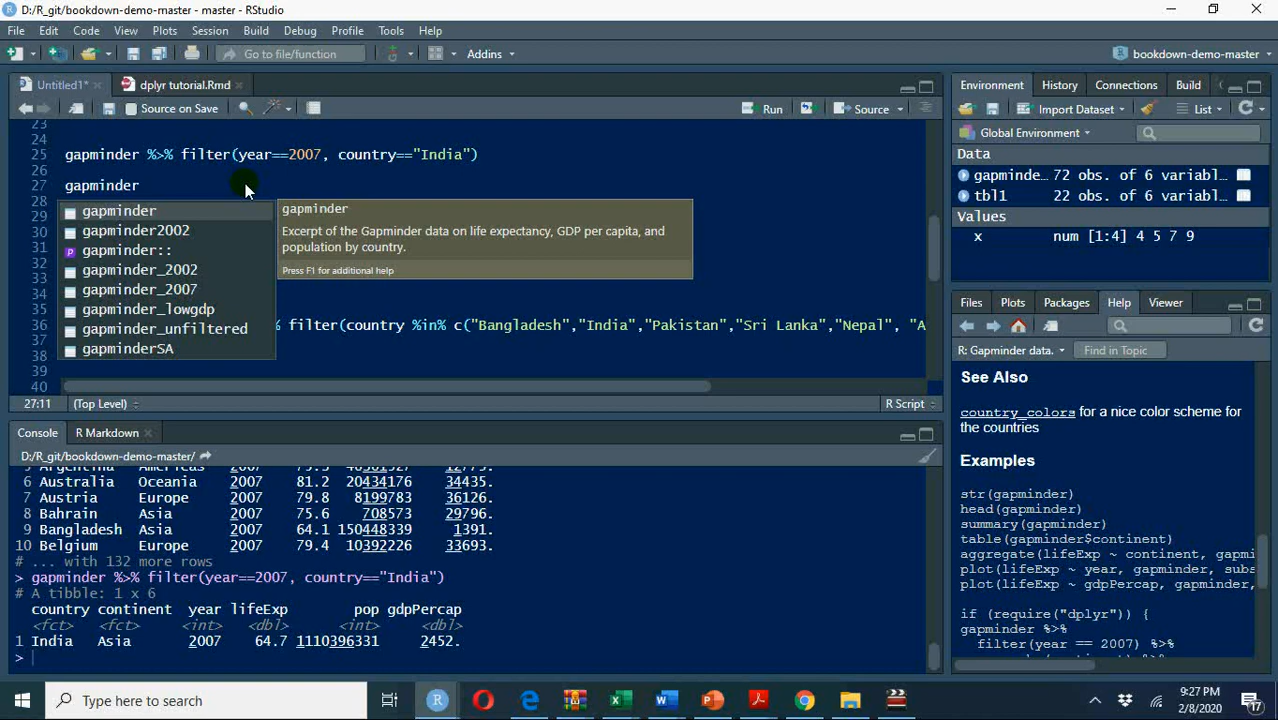 D:/R_git/bookdown-demo-master - master - RStudio
File Edit Code View Plots Session Build Debug Profile Tools Help
Go to file/function Addins bookdown-demo-master
Untitled1* dplyr tutorial.Rmd
Source on Save Run Source
23
24
25 gapminder %>% filter(year==2007, country=="India")
26
27 gapminder
28
29
30
31
32
33
34
35
36 % filter(country %in% c("Bangladesh","India","Pakistan","Sri Lanka","Nepal", "A
37
38
39
40
gapminder
gapminder2002
gapminder::
gapminder_2002
gapminder_2007
gapminder_lowgdp
gapminder_unfiltered
gapminderSA
gapminder
Excerpt of the Gapminder data on life expectancy, GDP per capita, and
population by country.
Press F1 for additional help
27:11 (Top Level) R Script
Console R Markdown
D:/R_git/bookdown-demo-master/
5 Argentina Americas 2007 75.3 40301927 12779.
6 Australia Oceania 2007 81.2 20434176 34435.
7 Austria Europe 2007 79.8 8199783 36126.
8 Bahrain Asia 2007 75.6 708573 29796.
9 Bangladesh Asia 2007 64.1 150448339 1391.
10 Belgium Europe 2007 79.4 10392226 33693.
# ... with 132 more rows
> gapminder %>% filter(year==2007, country=="India")
# A tibble: 1 x 6
country continent year lifeExp pop gdpPercap
<fct> <fct> <int> <dbl> <int> <dbl>
1 India Asia 2007 64.7 1110396331 2452.
>
Environment History Connections Build
Import Dataset List
Global Environment
Data
gapminde... 72 obs. of 6 variabl...
tbl1 22 obs. of 6 variabl...
Values
x num [1:4] 4 5 7 9
Files Plots Packages Help Viewer
R: Gapminder data. Find in Topic
See Also
country_colors for a nice color scheme for
the countries
Examples
str(gapminder)
head(gapminder)
summary(gapminder)
table(gapminder$continent)
aggregate(lifeExp ~ continent, gapmi
plot(lifeExp ~ year, gapminder, subs
plot(lifeExp ~ gdpPercap, gapminder,
if (require("dplyr")) {
gapminder %>%
filter(year == 2007) %>%
Type here to search
9:27 PM
2/8/2020
17